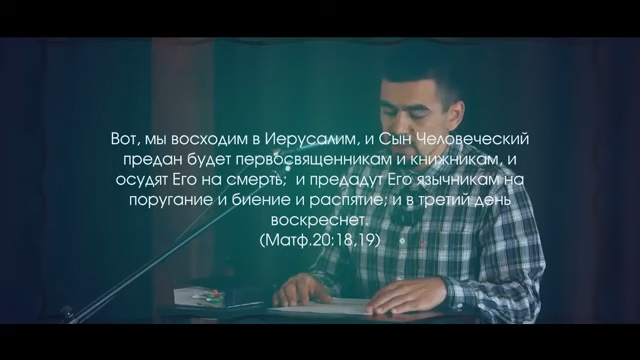 Вот, мы восходим в Иерусалим, и Сын Человеческий
предан будет первосвященникам и книжникам, и
осудят Его на смерть;  и предадут Его язычникам на
поругание и биение и распятие; и в третий день
воскреснет.
(Матф.20:18,19)